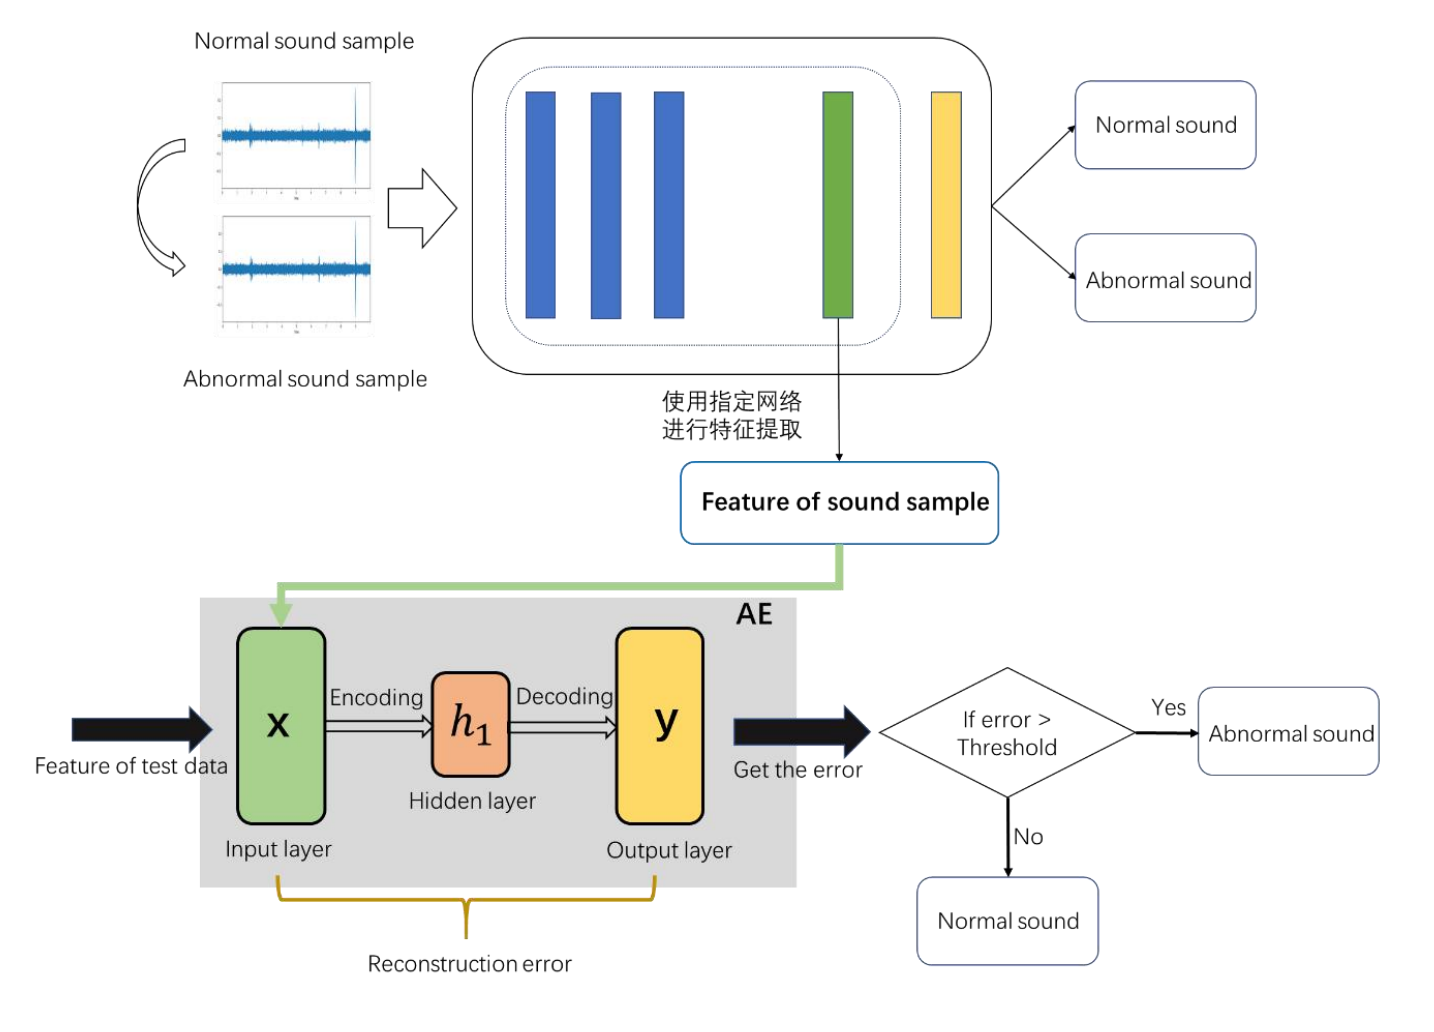 Normal sound sample
Abnormal sound sample
Normal sound
Abnormal sound
使用指定网络
进行特征提取
Feature of sound sample
AE
Feature of test data
x
Encoding
h₁
Decoding
y
Input layer
Hidden layer
Output layer
Reconstruction error
Get the error
If error >
Threshold
Yes
Abnormal sound
No
Normal sound